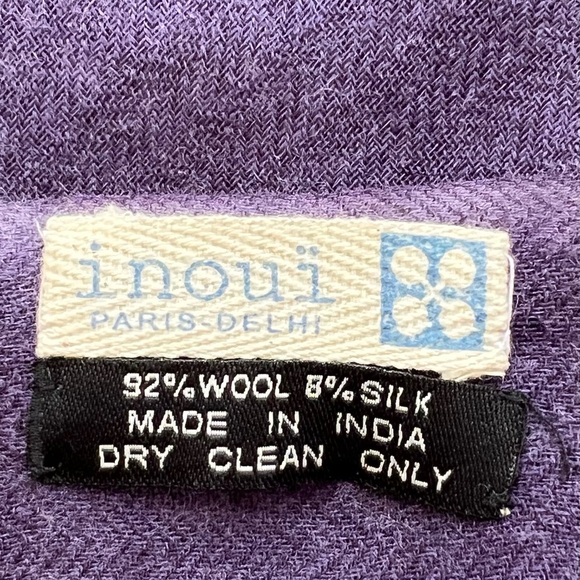 inouï
PARIS-DELHI
92% WOOL 8% SILK
MADE IN INDIA
DRY CLEAN ONLY